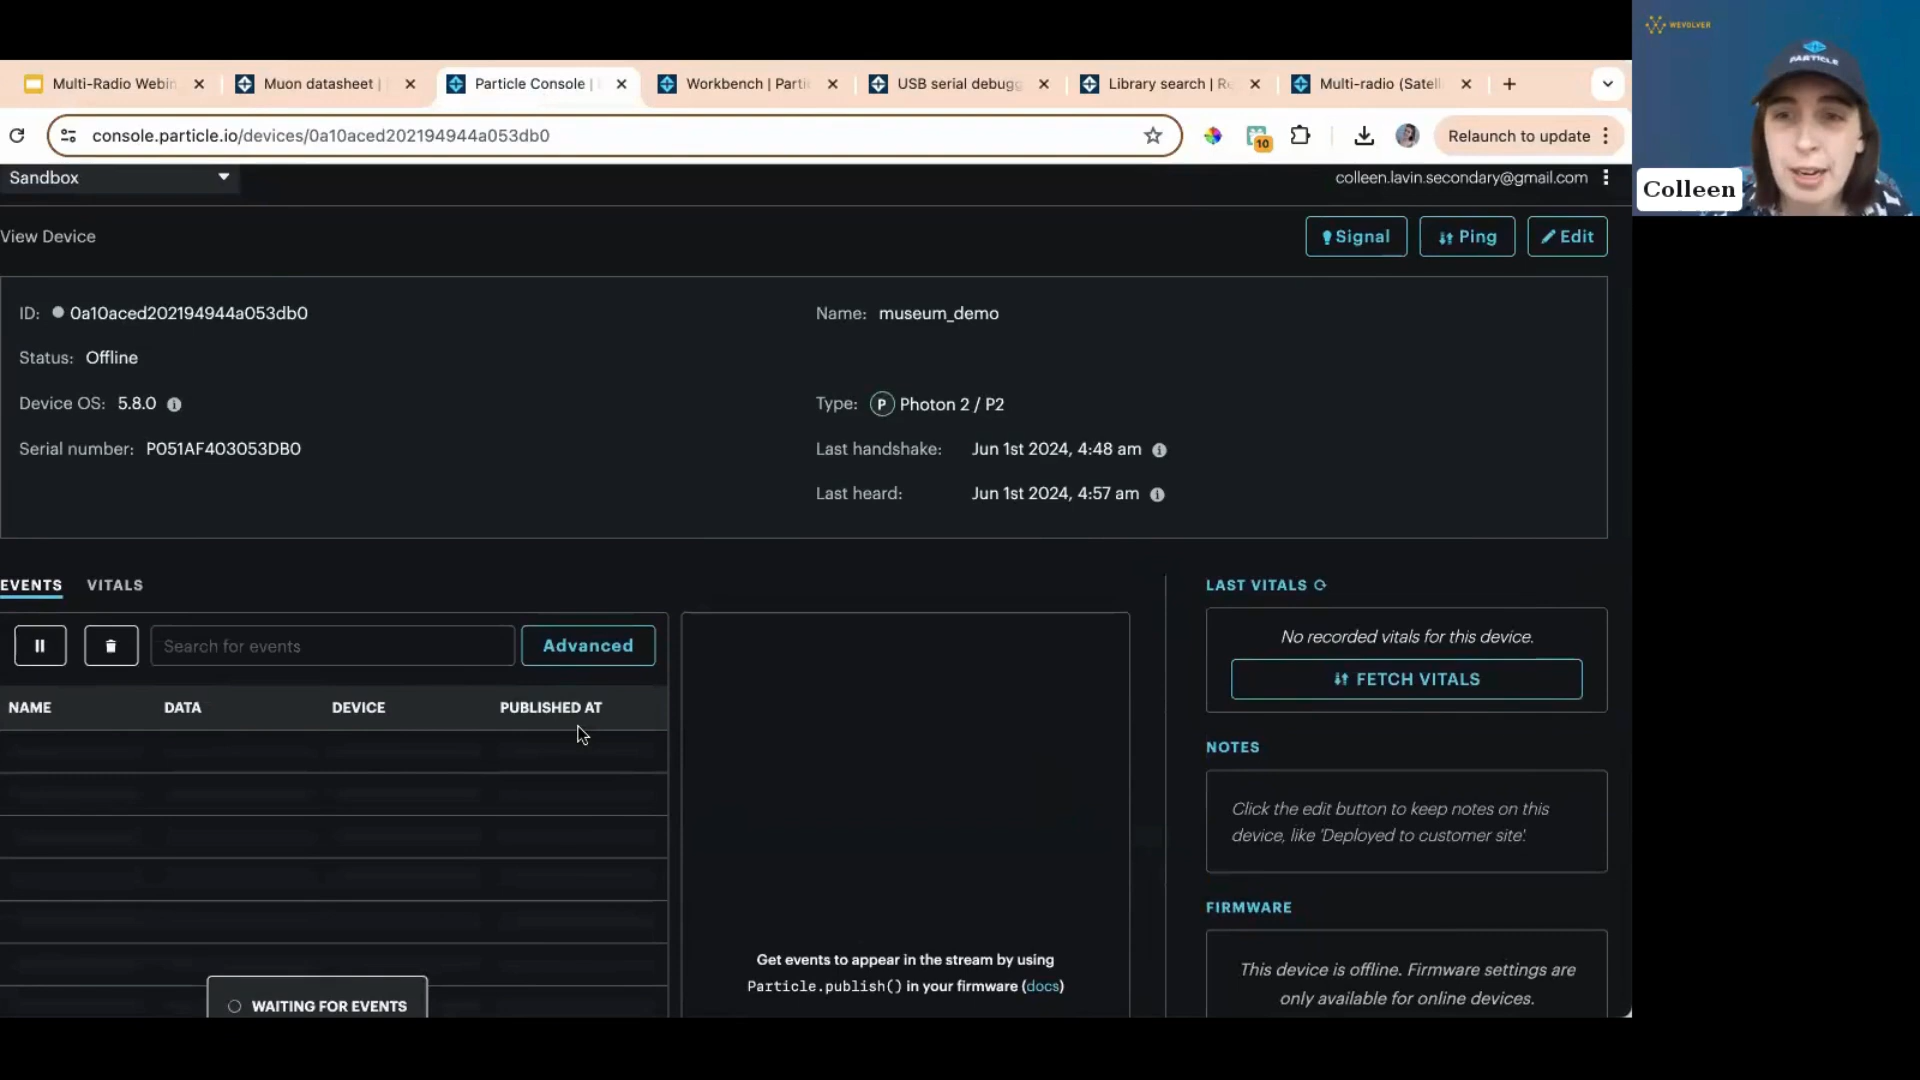 Multi-Radio Webin
Muon datasheet |
Particle Console |
Workbench | Parti
USB serial debugg
Library search | Re
Multi-radio (Satell
console.particle.io/devices/0a10aced202194944a053db0
10
Relaunch to update
WEVOLVER
PARTICLE
Colleen
Sandbox
colleen.lavin.secondary@gmail.com
View Device
Signal
Ping
Edit
ID: 0a10aced202194944a053db0
Name: museum_demo
Status: Offline
Device OS: 5.8.0
Type: P Photon 2 / P2
Serial number: P051AF403053DB0
Last handshake: Jun 1st 2024, 4:48 am
Last heard: Jun 1st 2024, 4:57 am
EVENTS VITALS
Search for events
Advanced
NAME DATA DEVICE PUBLISHED AT
WAITING FOR EVENTS
Get events to appear in the stream by using
Particle.publish() in your firmware (docs)
LAST VITALS
No recorded vitals for this device.
FETCH VITALS
NOTES
Click the edit button to keep notes on this
device, like 'Deployed to customer site'.
FIRMWARE
This device is offline. Firmware settings are
only available for online devices.